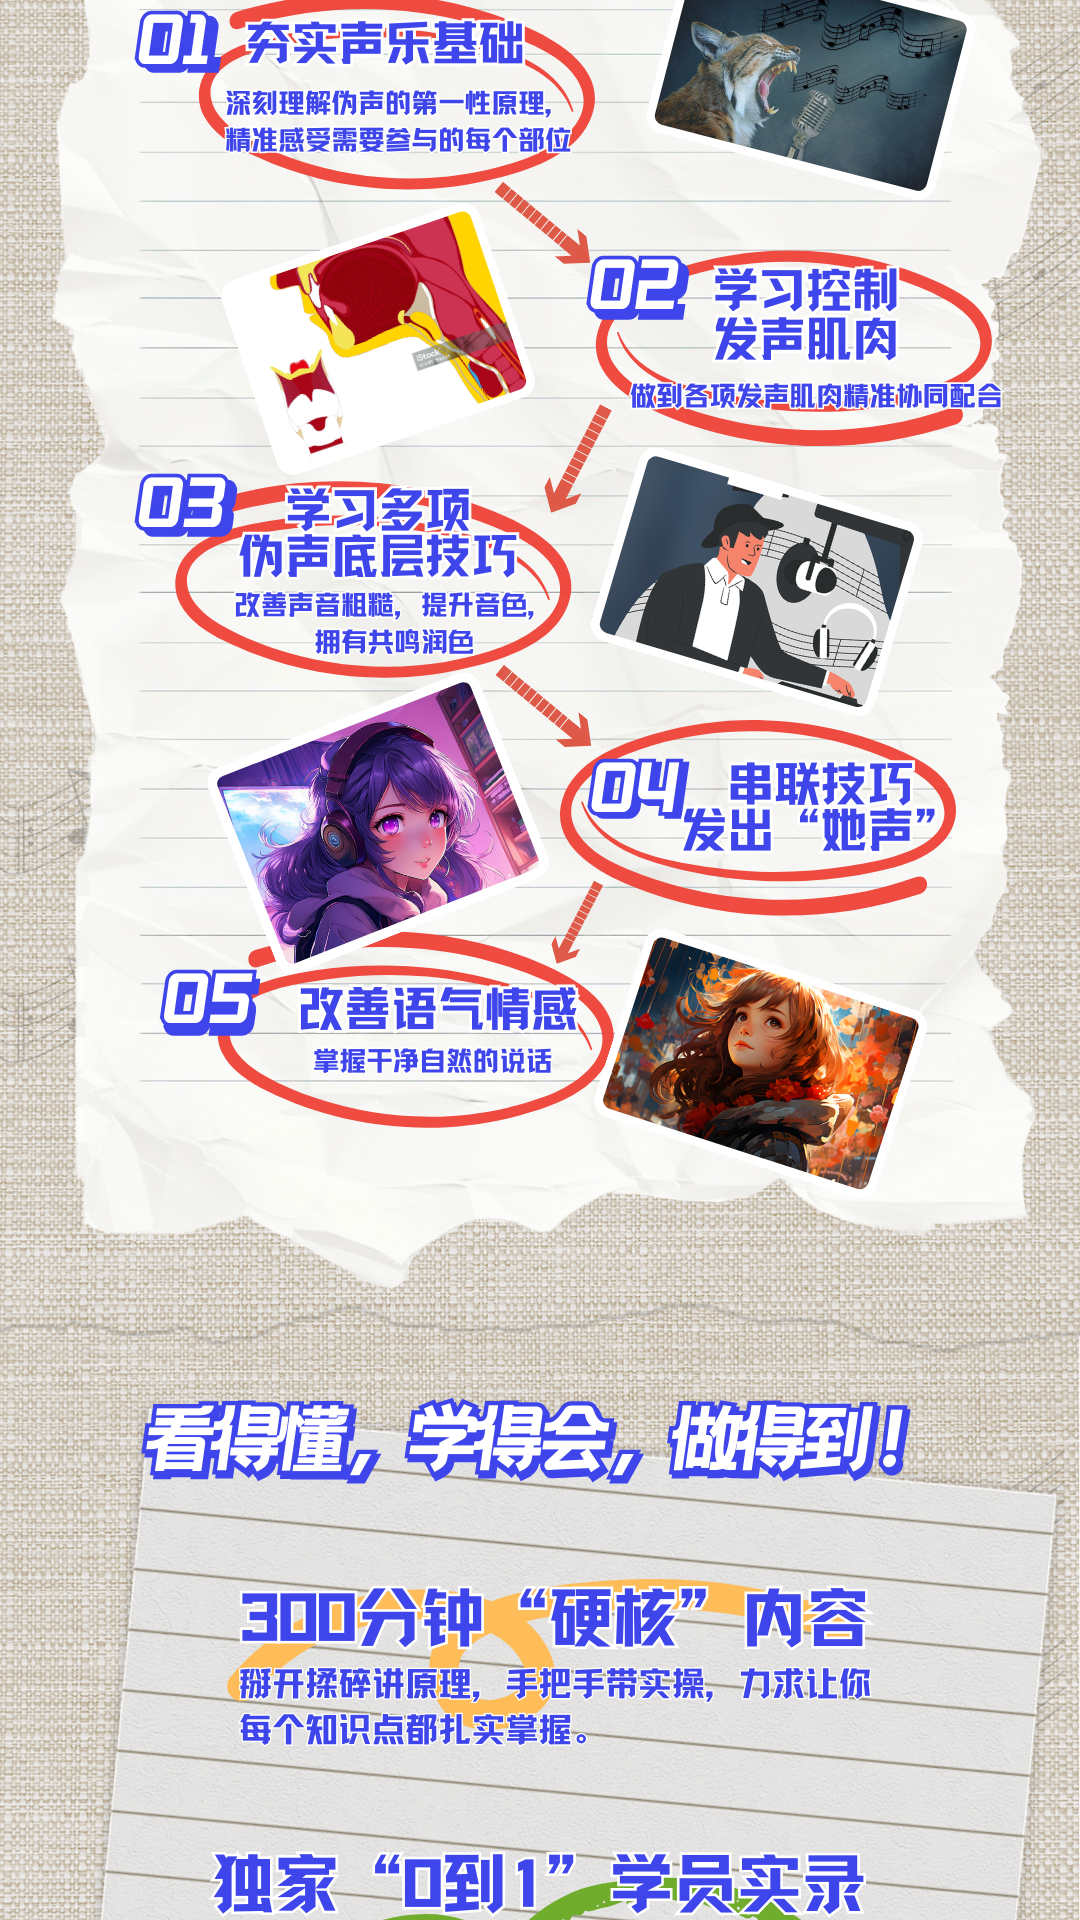 01 夯实声乐基础
深刻理解伪声的第一性原理，
精准感受需要参与的每个部位
02 学习控制
发声肌肉
做到各项发声肌肉精准协同配合
iStock
03 学习多项
伪声底层技巧
改善声音粗糙，提升音色，
拥有共鸣润色
04 串联技巧
发出“她声”
05 改善语气情感
掌握干净自然的说话
看得懂，学得会，做得到！
300分钟“硬核”内容
掰开揉碎讲原理，手把手带实操，力求让你
每个知识点都扎实掌握。
独家“0到1”学员实录